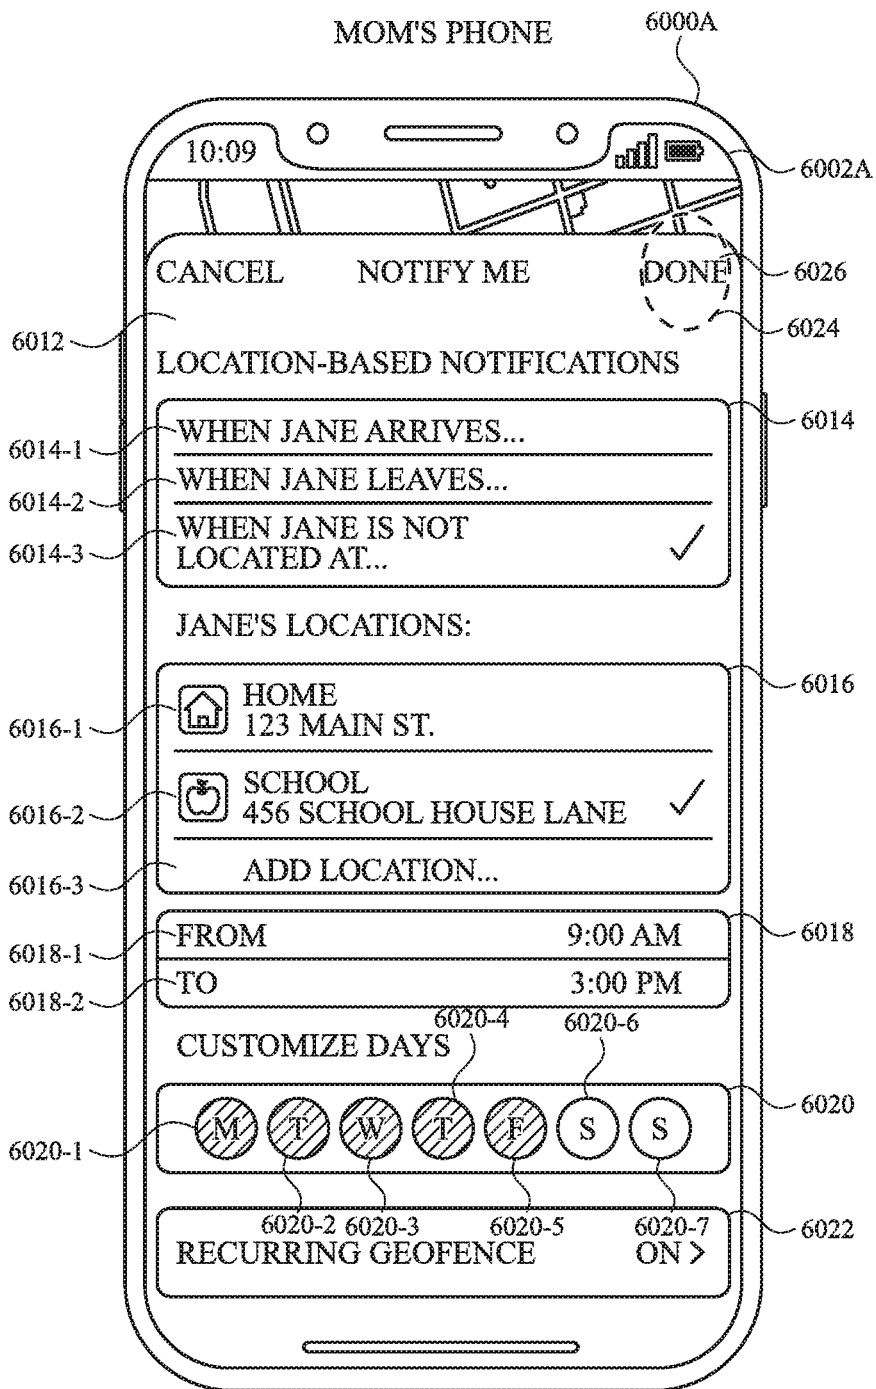 MOM'S PHONE
6000A
10:09
6002A
CANCEL NOTIFY ME DONE
6026
6024
6012
LOCATION-BASED NOTIFICATIONS
6014
6014-1
WHEN JANE ARRIVES...
6014-2
WHEN JANE LEAVES...
6014-3
WHEN JANE IS NOT
LOCATED AT...
JANE'S LOCATIONS:
6016
6016-1
HOME
123 MAIN ST.
6016-2
SCHOOL
456 SCHOOL HOUSE LANE
6016-3
ADD LOCATION...
6018
6018-1
FROM 9:00 AM
6018-2
TO 3:00 PM
6020-4 6020-6
CUSTOMIZE DAYS
6020
6020-1
M T W T F S S
6020-2 6020-3 6020-5 6020-7
6022
RECURRING GEOFENCE ON >